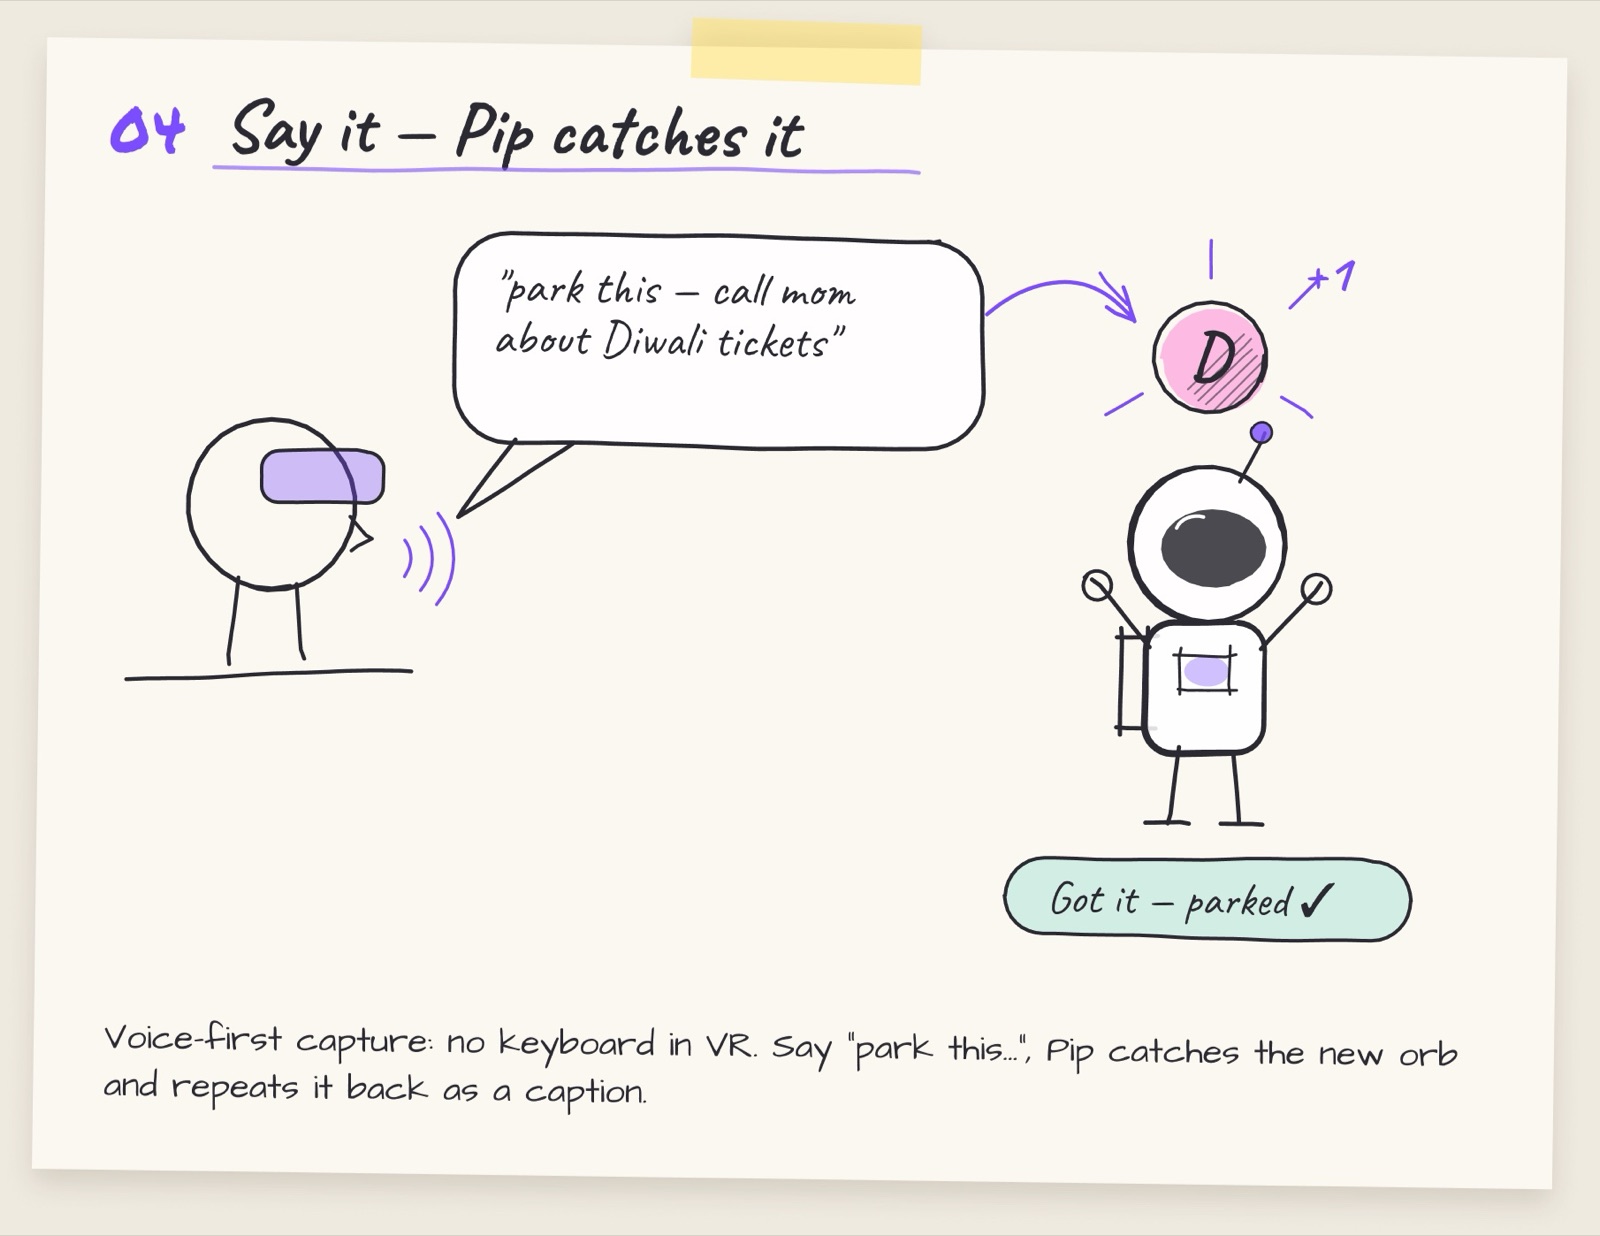 04 Say it – Pip catches it
"park this – call mom
about Diwali tickets"
+1
D
Got it – parked ✓
Voice-first capture: no keyboard in VR. Say "park this...", Pip catches the new orb
and repeats it back as a caption.